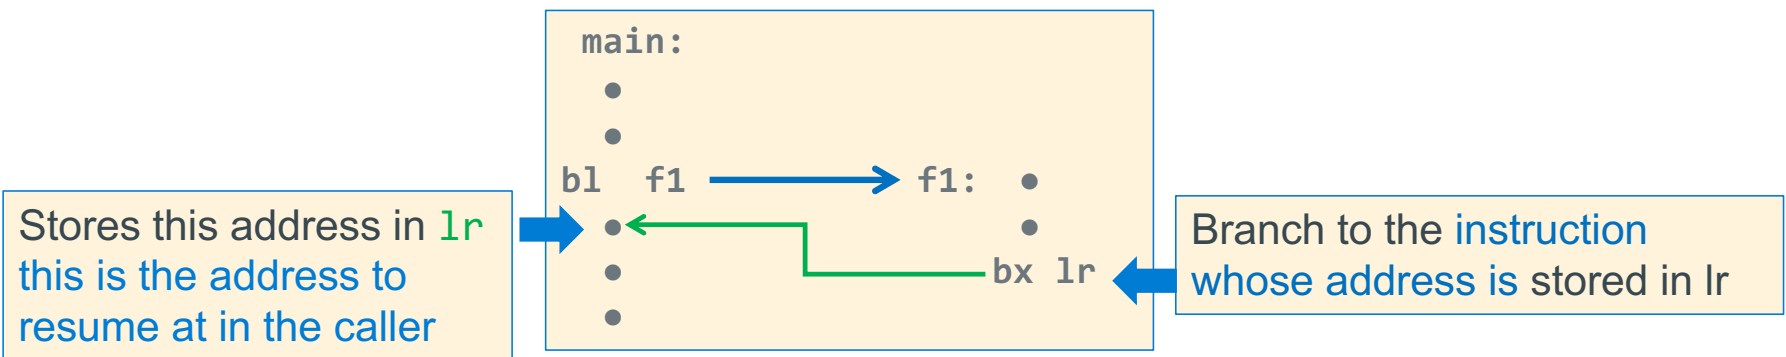 main:
bl f1
f1:
bx lr
Stores this address in lr
this is the address to
resume at in the caller
Branch to the instruction
whose address is stored in lr